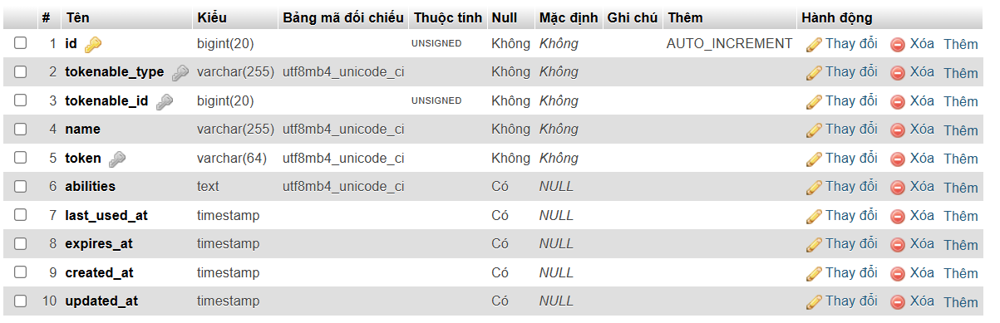 # Tên Kiểu Bảng mã đối chiếu Thuộc tính Null Mặc định Ghi chú Thêm Hành động
1 id bigint(20) UNSIGNED Không Không AUTO_INCREMENT Thay đổi Xóa Thêm
2 tokenable_type varchar(255) utf8mb4_unicode_ci Không Không Thay đổi Xóa Thêm
3 tokenable_id bigint(20) UNSIGNED Không Không Thay đổi Xóa Thêm
4 name varchar(255) utf8mb4_unicode_ci Không Không Thay đổi Xóa Thêm
5 token varchar(64) utf8mb4_unicode_ci Không Không Thay đổi Xóa Thêm
6 abilities text utf8mb4_unicode_ci Có NULL Thay đổi Xóa Thêm
7 last_used_at timestamp Có NULL Thay đổi Xóa Thêm
8 expires_at timestamp Có NULL Thay đổi Xóa Thêm
9 created_at timestamp Có NULL Thay đổi Xóa Thêm
10 updated_at timestamp Có NULL Thay đổi Xóa Thêm